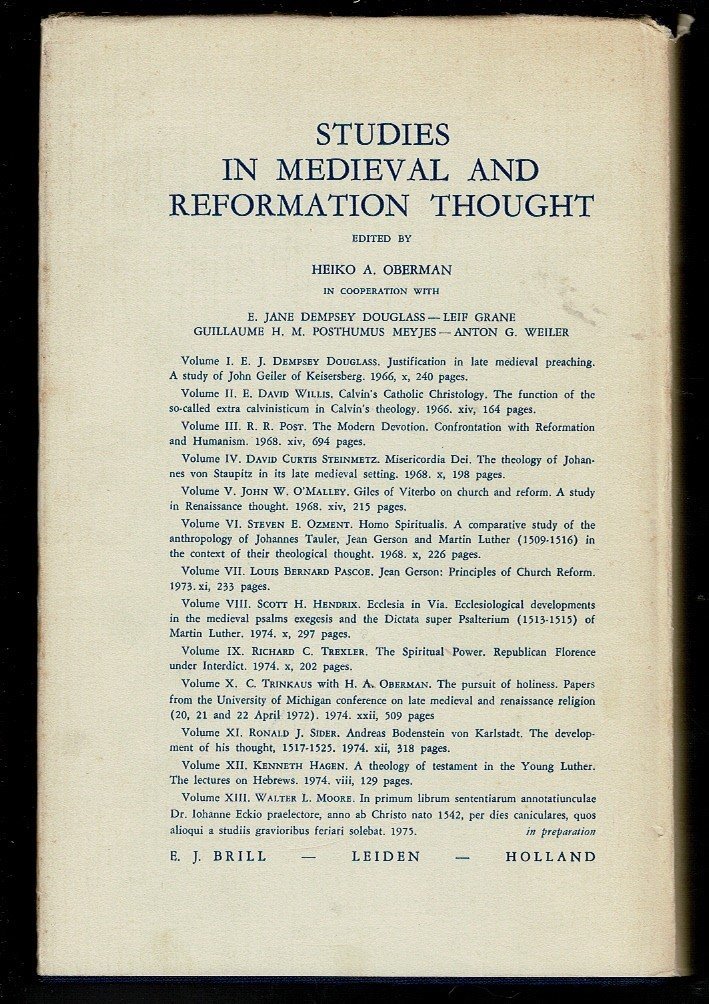 STUDIES
IN MEDIEVAL AND
REFORMATION THOUGHT
EDITED BY
HEIKO A. OBERMAN
IN COOPERATION WITH
E. JANE DEMPSEY DOUGLASS — LEIF GRANE
GUILLAUME H. M. POSTHUMUS MEYJES — ANTON G. WEILER
Volume I. E. J. DEMPSEY DOUGLASS. Justification in late medieval preaching.
A study of John Geiler of Keisersberg. 1966, x, 240 pages.
Volume II. E. DAVID WILLIS. Calvin's Catholic Christology. The function of the
so-called extra calvinisticum in Calvin's theology. 1966. xiv, 164 pages.
Volume III. R. R. POST. The Modern Devotion. Confrontation with Reformation
and Humanism. 1968. xiv, 694 pages.
Volume IV. DAVID CURTIS STEINMETZ. Misericordia Dei. The theology of Johan-
nes von Staupitz in its late medieval setting. 1968. x, 198 pages.
Volume V. JOHN W. O'MALLEY. Giles of Viterbo on church and reform. A study
in Renaissance thought. 1968. xiv, 215 pages.
Volume VI. STEVEN E. OZMENT. Homo Spiritualis. A comparative study of the
anthropology of Johannes Tauler, Jean Gerson and Martin Luther (1509-1516) in
the context of their theological thought. 1968. x, 226 pages.
Volume VII. LOUIS BERNARD PASCOE. Jean Gerson: Principles of Church Reform.
1973. xi, 233 pages.
Volume VIII. SCOTT H. HENDRIX. Ecclesia in Via. Ecclesiological developments
in the medieval psalms exegesis and the Dictata super Psalterium (1513-1515) of
Martin Luther. 1974. x, 297 pages.
Volume IX. RICHARD C. TREXLER. The Spiritual Power. Republican Florence
under Interdict. 1974. x, 202 pages.
Volume X. C. TRINKAUS with H. A. OBERMAN. The pursuit of holiness. Papers
from the University of Michigan conference on late medieval and renaissance religion
(20, 21 and 22 April 1972). 1974. xxii, 509 pages
Volume XI. RONALD J. SIDER. Andreas Bodenstein von Karlstadt. The develop-
ment of his thought, 1517-1525. 1974. xii, 318 pages.
Volume XII. KENNETH HAGEN. A theology of testament in the Young Luther.
The lectures on Hebrews. 1974. viii, 129 pages.
Volume XIII. WALTER L. MOORE. In primum librum sententiarum annotatiunculae
Dr. Iohanne Eckio praelectore, anno ab Christo nato 1542, per dies caniculares, quos
alioqui a studiis gravioribus feriari solebat. 1975. in preparation
E. J. BRILL — LEIDEN — HOLLAND